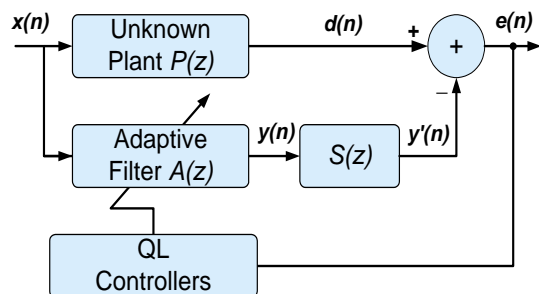 x(n)
Unknown
Plant P(z)
d(n)
+
+
e(n)
–
Adaptive
Filter A(z)
y(n)
S(z)
y'(n)
QL
Controllers